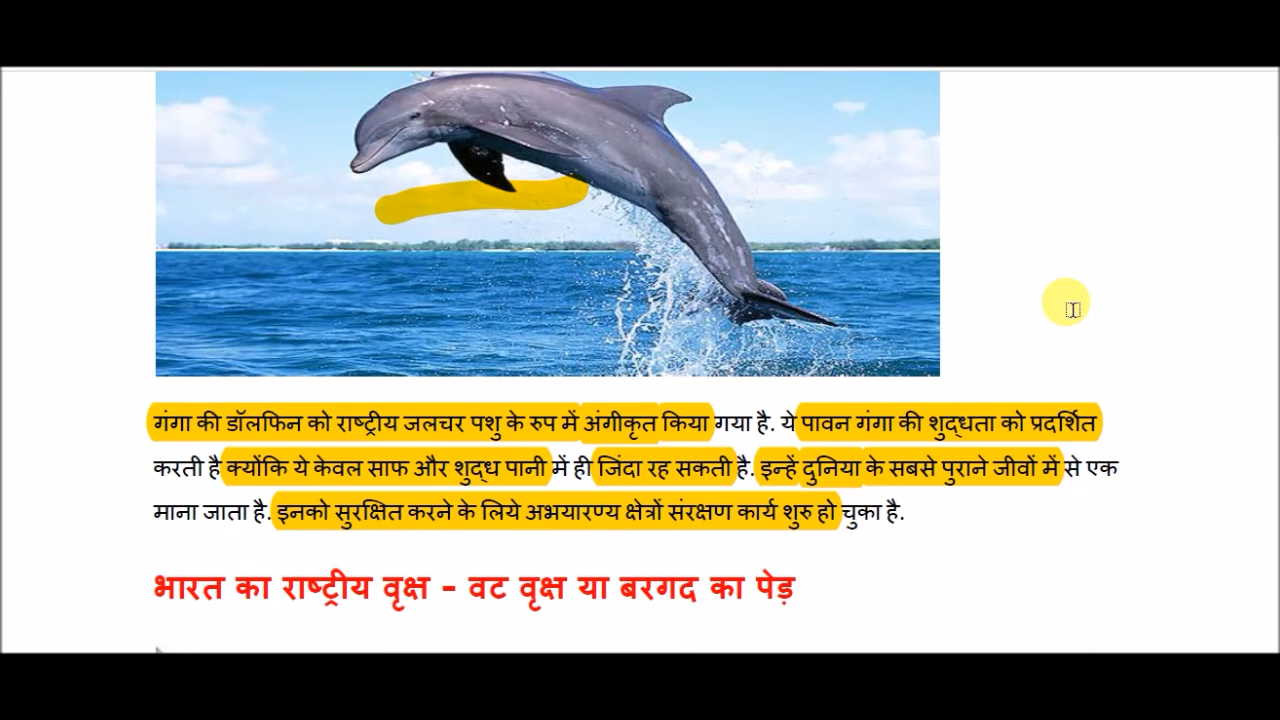 गंगा की डॉलफिन को राष्ट्रीय जलचर पशु के रुप में अंगीकृत किया गया है. ये पावन गंगा की शुद्धता को प्रदर्शित
करती है क्योंकि ये केवल साफ और शुद्ध पानी में ही जिंदा रह सकती है. इन्हें दुनिया के सबसे पुराने जीवों में से एक
माना जाता है. इनको सुरक्षित करने के लिये अभयारण्य क्षेत्रों संरक्षण कार्य शुरु हो चुका है.
भारत का राष्ट्रीय वृक्ष - वट वृक्ष या बरगद का पेड़